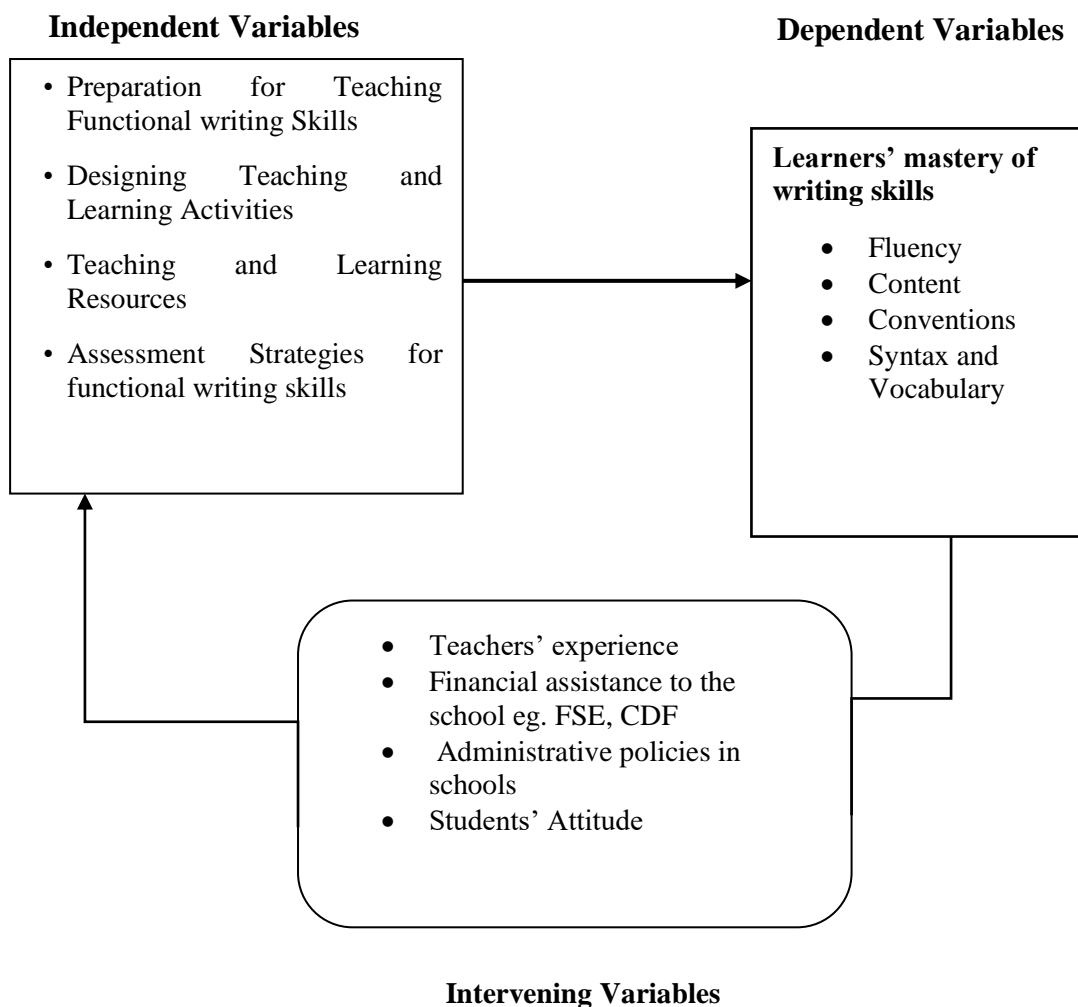 Independent Variables
Dependent Variables
• Preparation for Teaching
Functional writing Skills
• Designing Teaching and
Learning Activities
• Teaching and Learning
Resources
• Assessment Strategies for
functional writing skills
Learners’ mastery of
writing skills
• Fluency
• Content
• Conventions
• Syntax and
Vocabulary
• Teachers’ experience
• Financial assistance to the
school eg. FSE, CDF
• Administrative policies in
schools
• Students’ Attitude
Intervening Variables